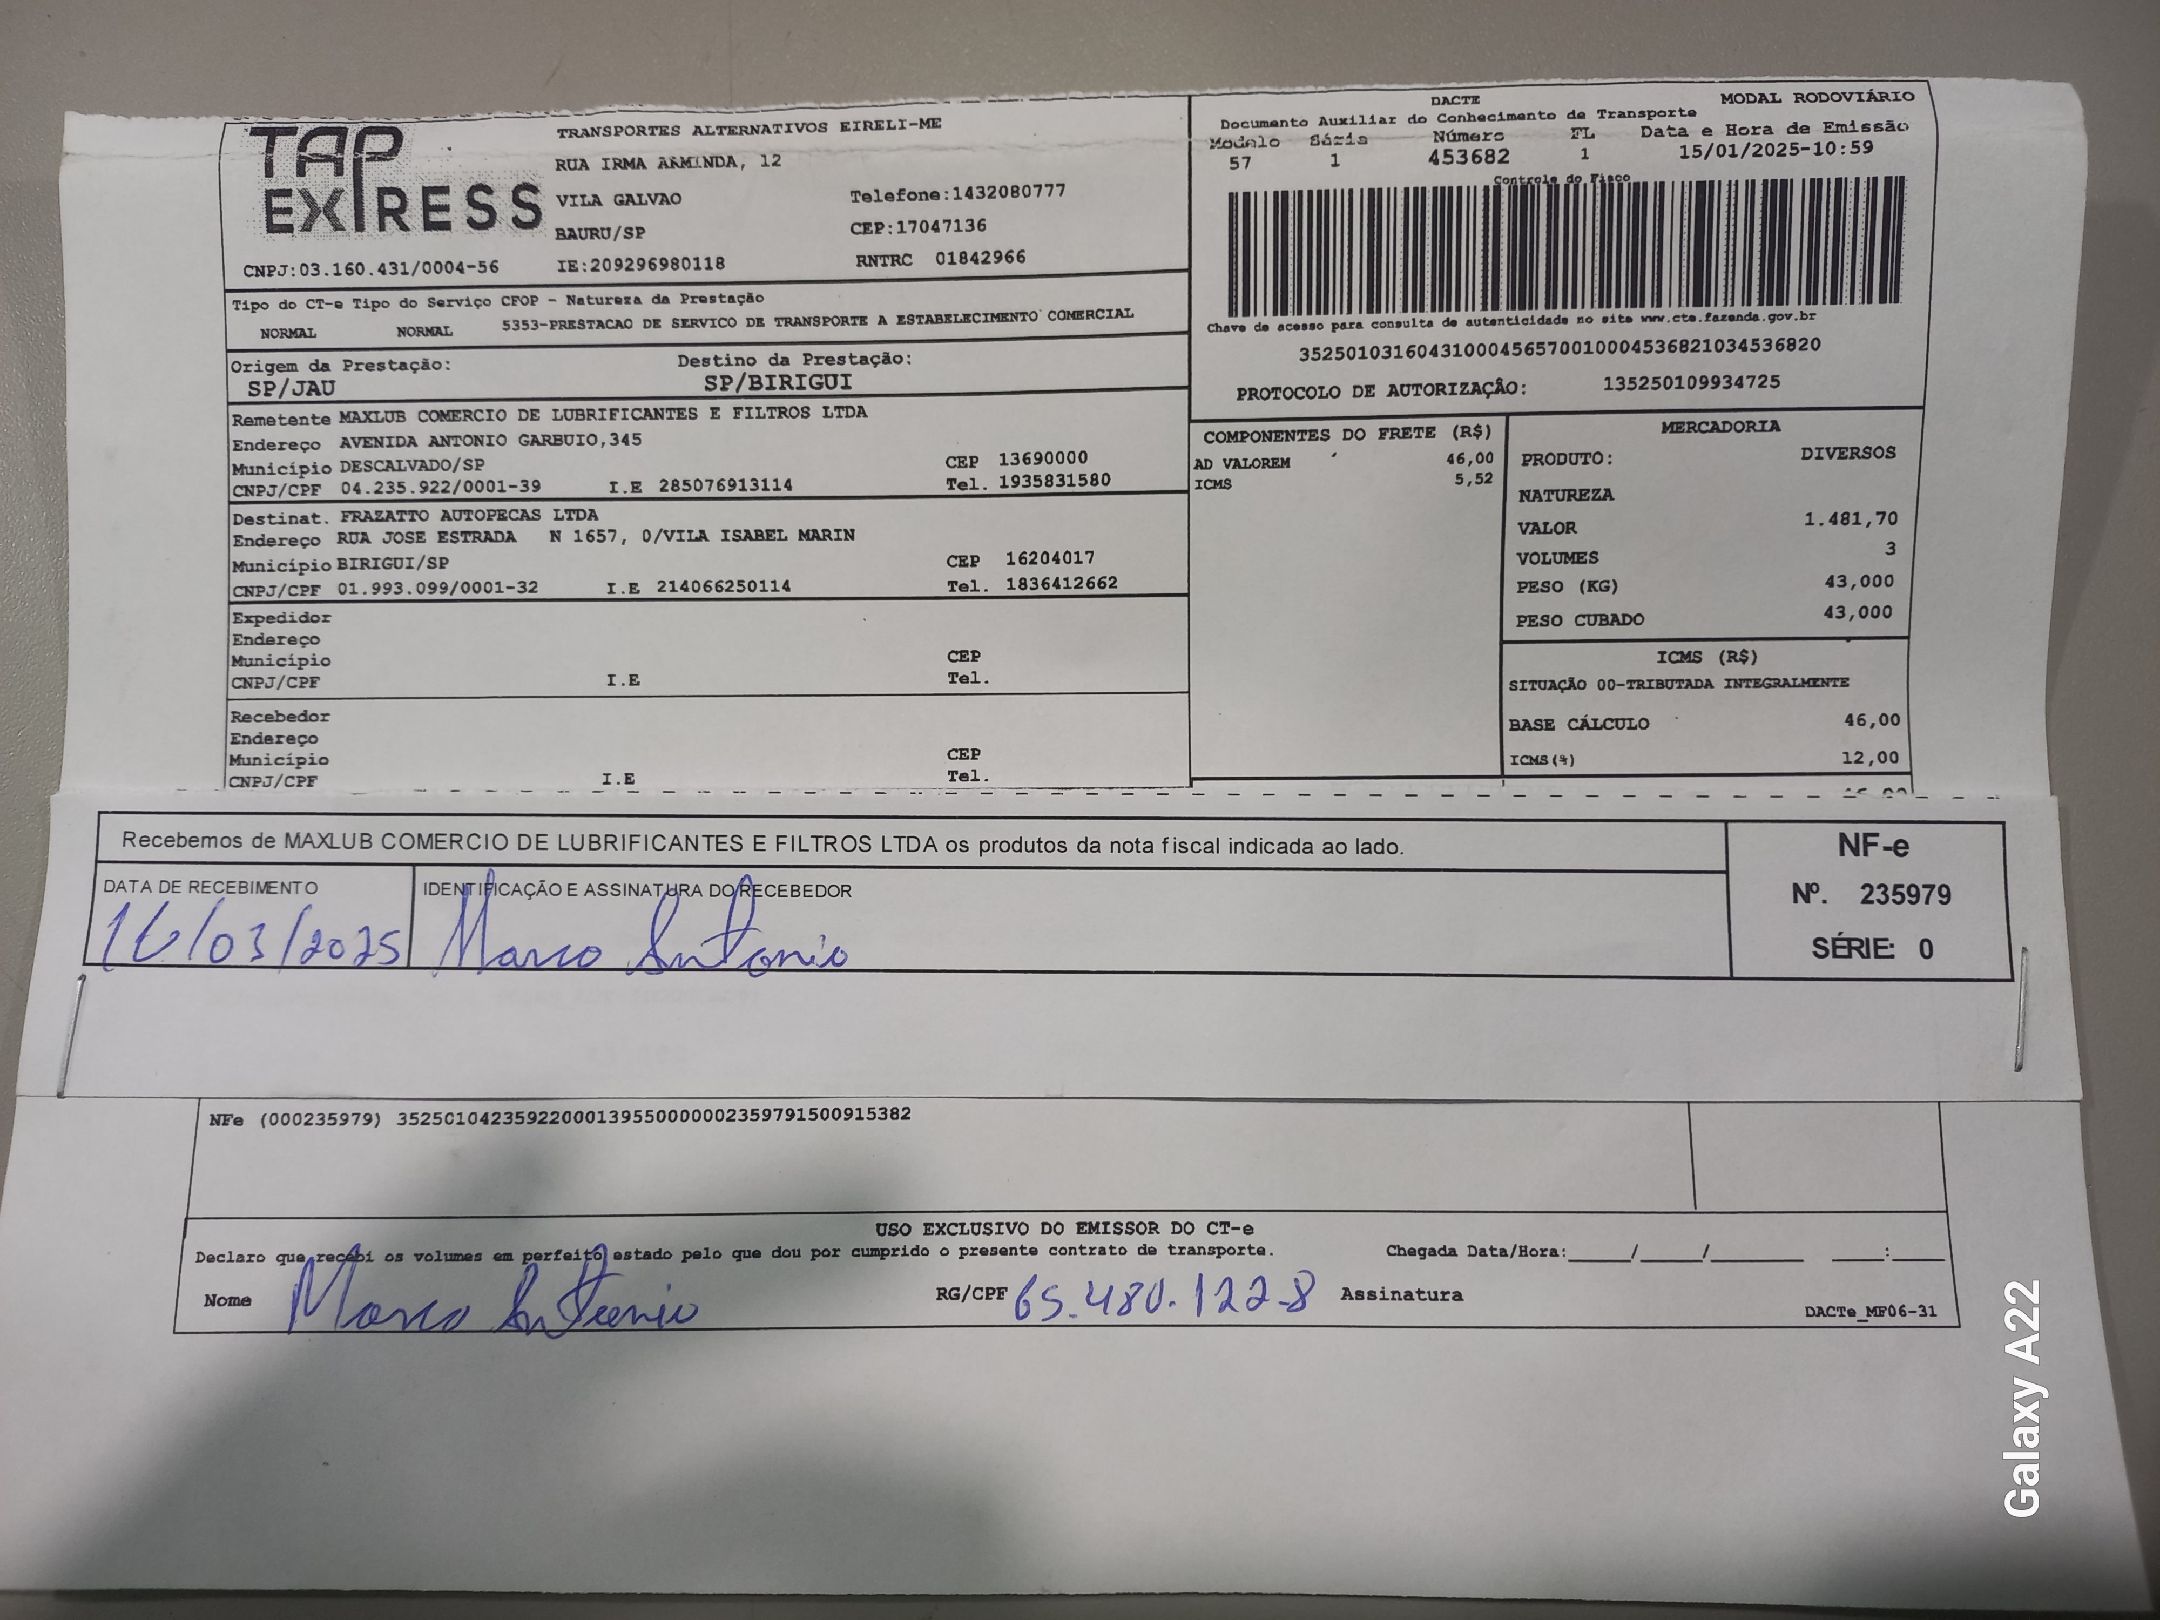 TAP EXPRESS
TRANSPORTES ALTERNATIVOS EIRELI-ME
RUA IRMA ARMINDA, 12
VILA GALVAO Telefone:1432080777
BAURU/SP CEP:17047136
CNPJ:03.160.431/0004-56 IE:209296980118 RNTRC 01842966
DACTE MODAL RODOVIÁRIO
Documento Auxiliar do Conhecimento de Transporte
Modelo Série Número FL Data e Hora de Emissão
57 1 453682 1 15/01/2025-10:59
Controle do Fisco
Chave de acesso para consulta de autenticidade no site www.cte.fazenda.gov.br
35250103160431000456570010004536821034536820
PROTOCOLO DE AUTORIZAÇÃO: 135250109934725
Tipo do CT-e Tipo do Serviço CFOP - Natureza da Prestação
NORMAL NORMAL 5353-PRESTACAO DE SERVICO DE TRANSPORTE A ESTABELECIMENTO COMERCIAL
Origem da Prestação: Destino da Prestação:
SP/JAU SP/BIRIGUI
Remetente MAXLUB COMERCIO DE LUBRIFICANTES E FILTROS LTDA
Endereço AVENIDA ANTONIO GARBUIO,345
Município DESCALVADO/SP CEP 13690000
CNPJ/CPF 04.235.922/0001-39 I.E 285076913114 Tel. 1935831580
Destinat. FRAZATTO AUTOPECAS LTDA
Endereço RUA JOSE ESTRADA N 1657, 0/VILA ISABEL MARIN
Município BIRIGUI/SP CEP 16204017
CNPJ/CPF 01.993.099/0001-32 I.E 214066250114 Tel. 1836412662
Expedidor
Endereço
Município CEP
CNPJ/CPF I.E Tel.
Recebedor
Endereço
Município CEP
CNPJ/CPF I.E Tel.
COMPONENTES DO FRETE (R$)
AD VALOREM 46,00
ICMS 5,52
MERCADORIA
PRODUTO: DIVERSOS
NATUREZA
VALOR 1.481,70
VOLUMES 3
PESO (KG) 43,000
PESO CUBADO 43,000
ICMS (R$)
SITUAÇÃO 00-TRIBUTADA INTEGRALMENTE
BASE CÁLCULO 46,00
ICMS(%) 12,00
Recebemos de MAXLUB COMERCIO DE LUBRIFICANTES E FILTROS LTDA os produtos da nota fiscal indicada ao lado.
DATA DE RECEBIMENTO IDENTIFICAÇÃO E ASSINATURA DO RECEBEDOR
16/03/2025 Marco Antonio
NF-e
Nº. 235979
SÉRIE: 0
NFe (000235979) 35250104235922000139550000002359791500915382
USO EXCLUSIVO DO EMISSOR DO CT-e
Declaro que recebi os volumes em perfeito estado pelo que dou por cumprido o presente contrato de transporte. Chegada Data/Hora:____/____/________ ____:____
Nome Marco Antonio RG/CPF 65.480.122-8 Assinatura
DACTe_MF06-31
Galaxy A22